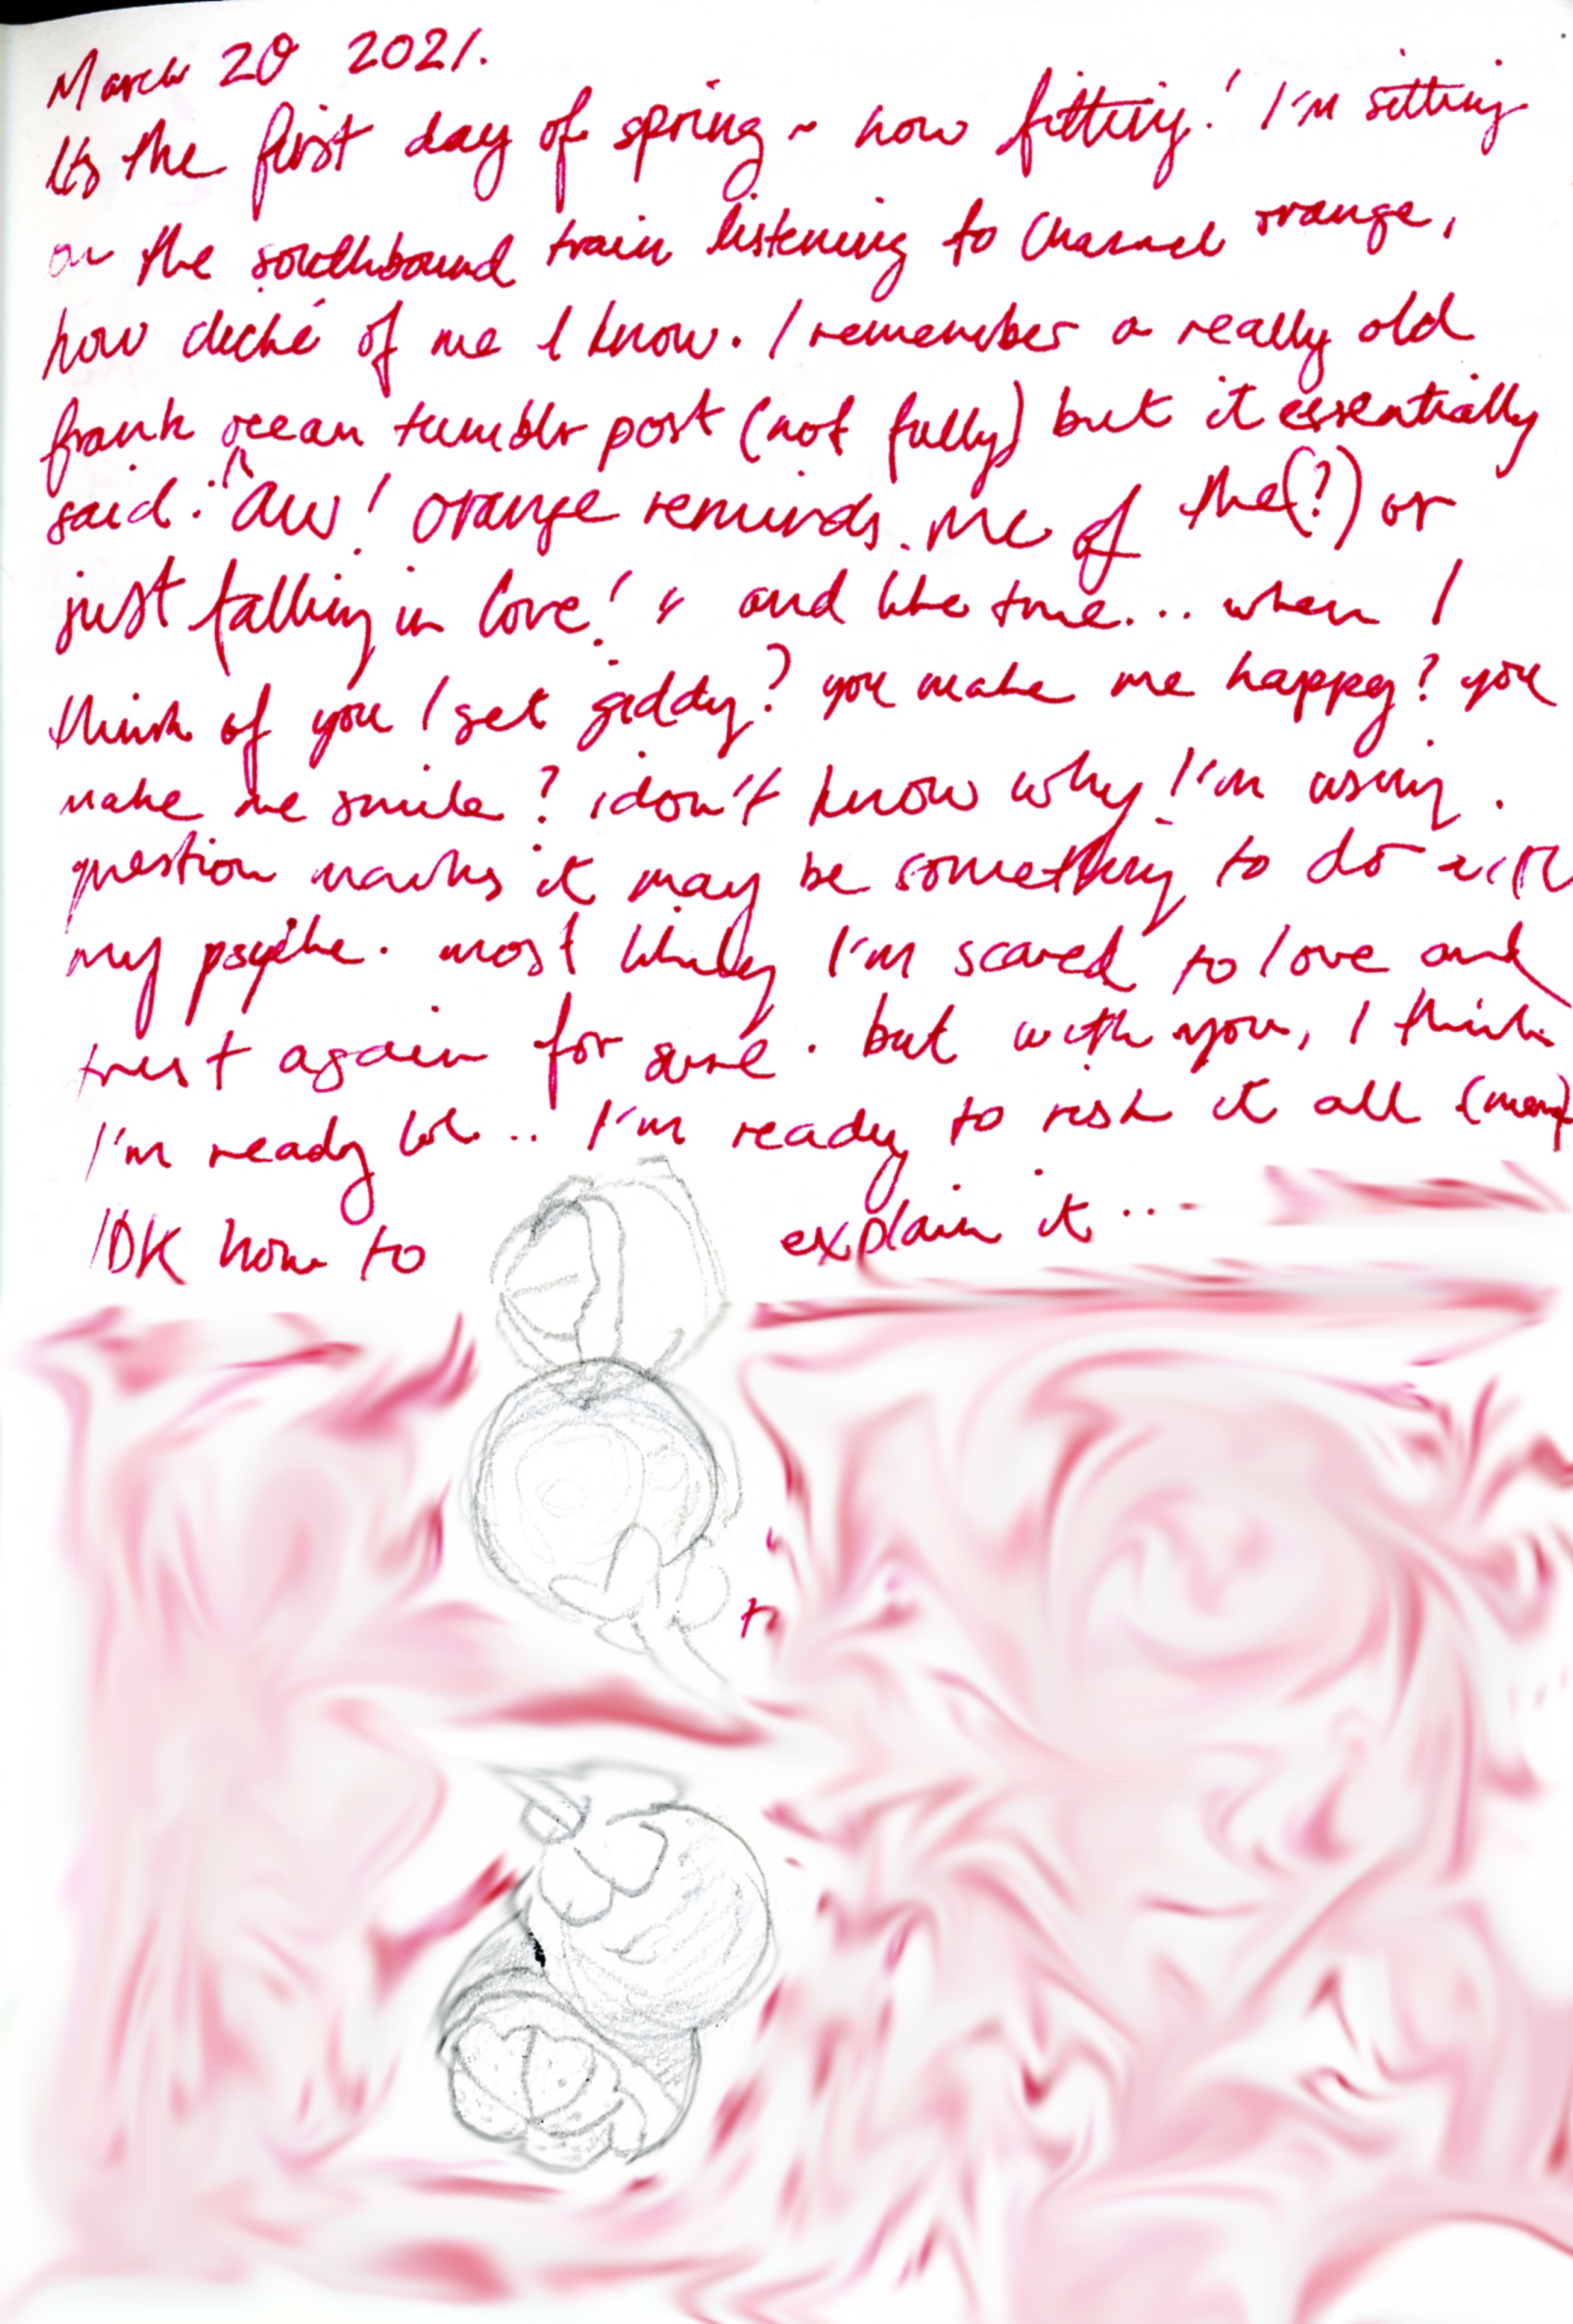 March 20 2021.
Its the first day of spring ~ how fitting! I'm sitting
on the southbound train listening to Channel orange,
how cliché of me I know. I remember a really old
frank ocean tumblr post (not fully) but it essentially
said: "aw! orange reminds me of the(?) or
just falling in love!" and like true... when I
think of you I get giddy? you make me happy? you
make me smile? i don't know why I'm using
question marks it may be something to do with
my psyche. most likely I'm scared to love and
trust again for sure. but with you, I think
I'm ready lol... I'm ready to risk it all
IDK how to explain it...